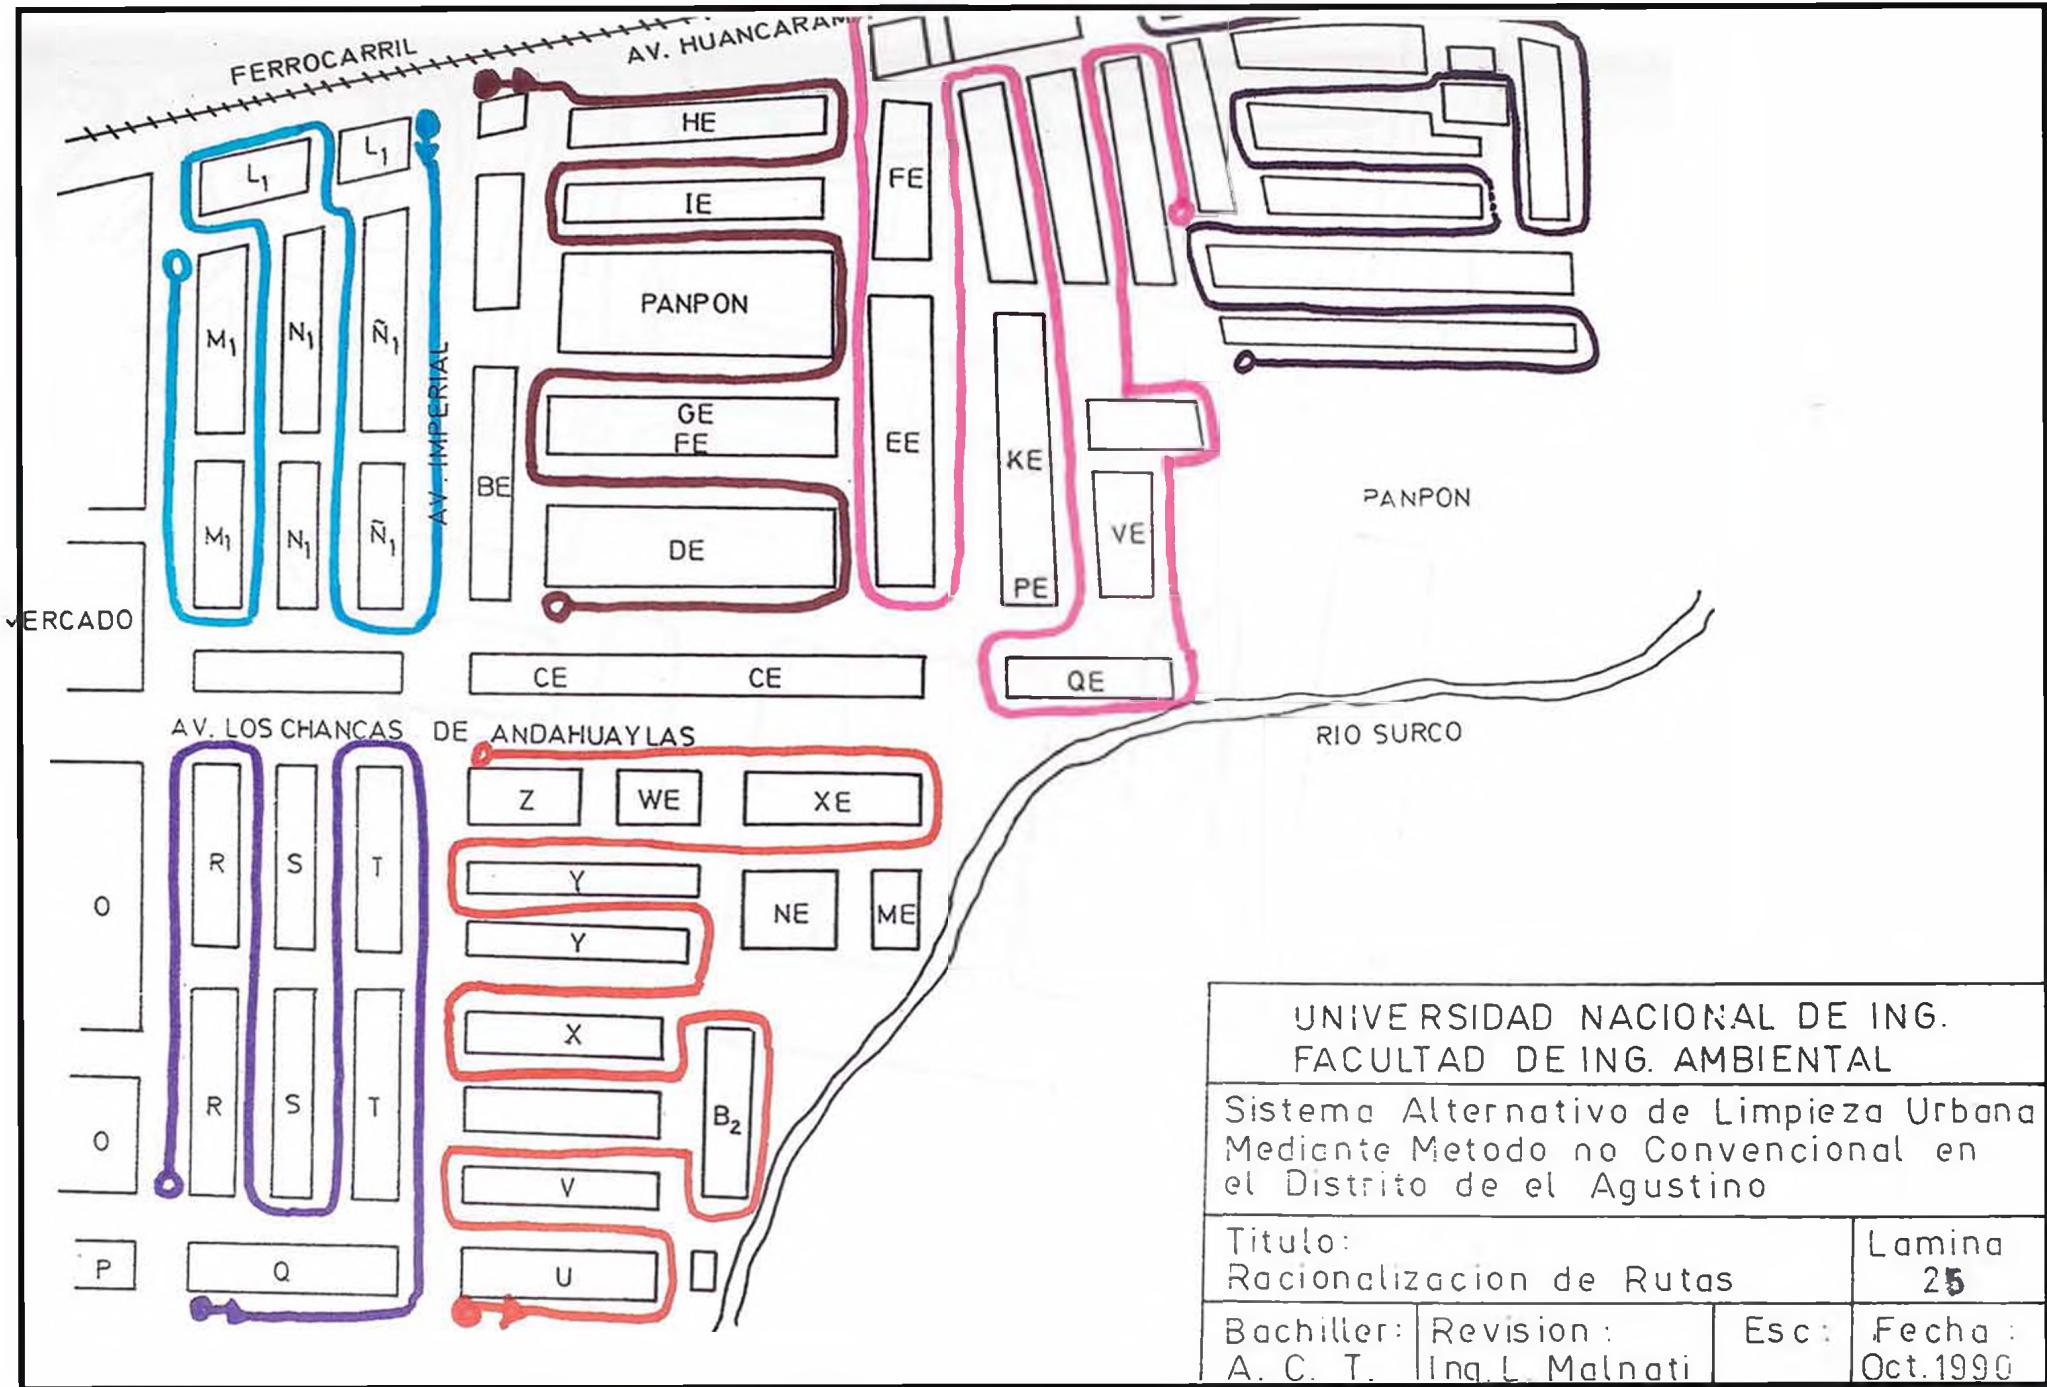 FERROCARRIL
AV. HUANCARAM
L1
L1
HE
FE
IE
PANPON
M1
N1
Ñ1
AV. IMPERIAL
GE
FE
EE
KE
BE
PANPON
M1
N1
Ñ1
DE
VE
PE
ERCADO
CE
CE
QE
AV. LOS CHANCAS DE ANDAHUAYLAS
RIO SURCO
Z
WE
XE
R
S
T
Y
O
NE
ME
Y
X
R
S
T
B2
O
V
P
Q
U
UNIVERSIDAD NACIONAL DE ING.
FACULTAD DE ING. AMBIENTAL
Sistema Alternativo de Limpieza Urbana
Mediante Metodo no Convencional en
el Distrito de el Agustino
Titulo:
Racionalizacion de Rutas
Lamina
25
Bachiller:
A. C. T.
Revision :
Ing. L. Malnati
Esc :
Fecha :
Oct. 1990